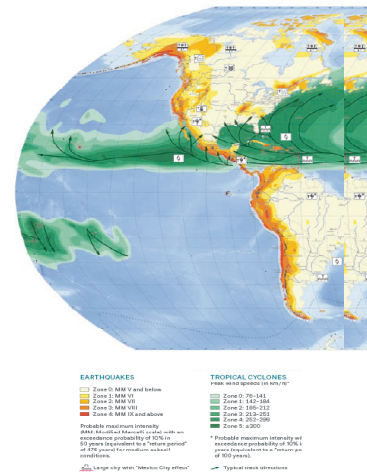 EARTHQUAKES
Zone 0: MM V and below
Zone 1: MM VI
Zone 2: MM VII
Zone 3: MM VIII
Zone 4: MM IX and above
Probable maximum intensity
(MM: Modified Mercalli scale) with an
exceedance probability of 10% in
50 years (equivalent to a "return period"
of 475 years) for medium subsoil
conditions.
Large city with "Mexico City effect"
TROPICAL CYCLONES
Peak wind speeds (in km/h)*
Zone 0: 76–141
Zone 1: 142–184
Zone 2: 185–212
Zone 3: 213–251
Zone 4: 252–299
Zone 5: ≥300
* Probable maximum intensity wi
exceedance probability of 10% i
years (equivalent to a "return pe
of 100 years).
Typical track directions